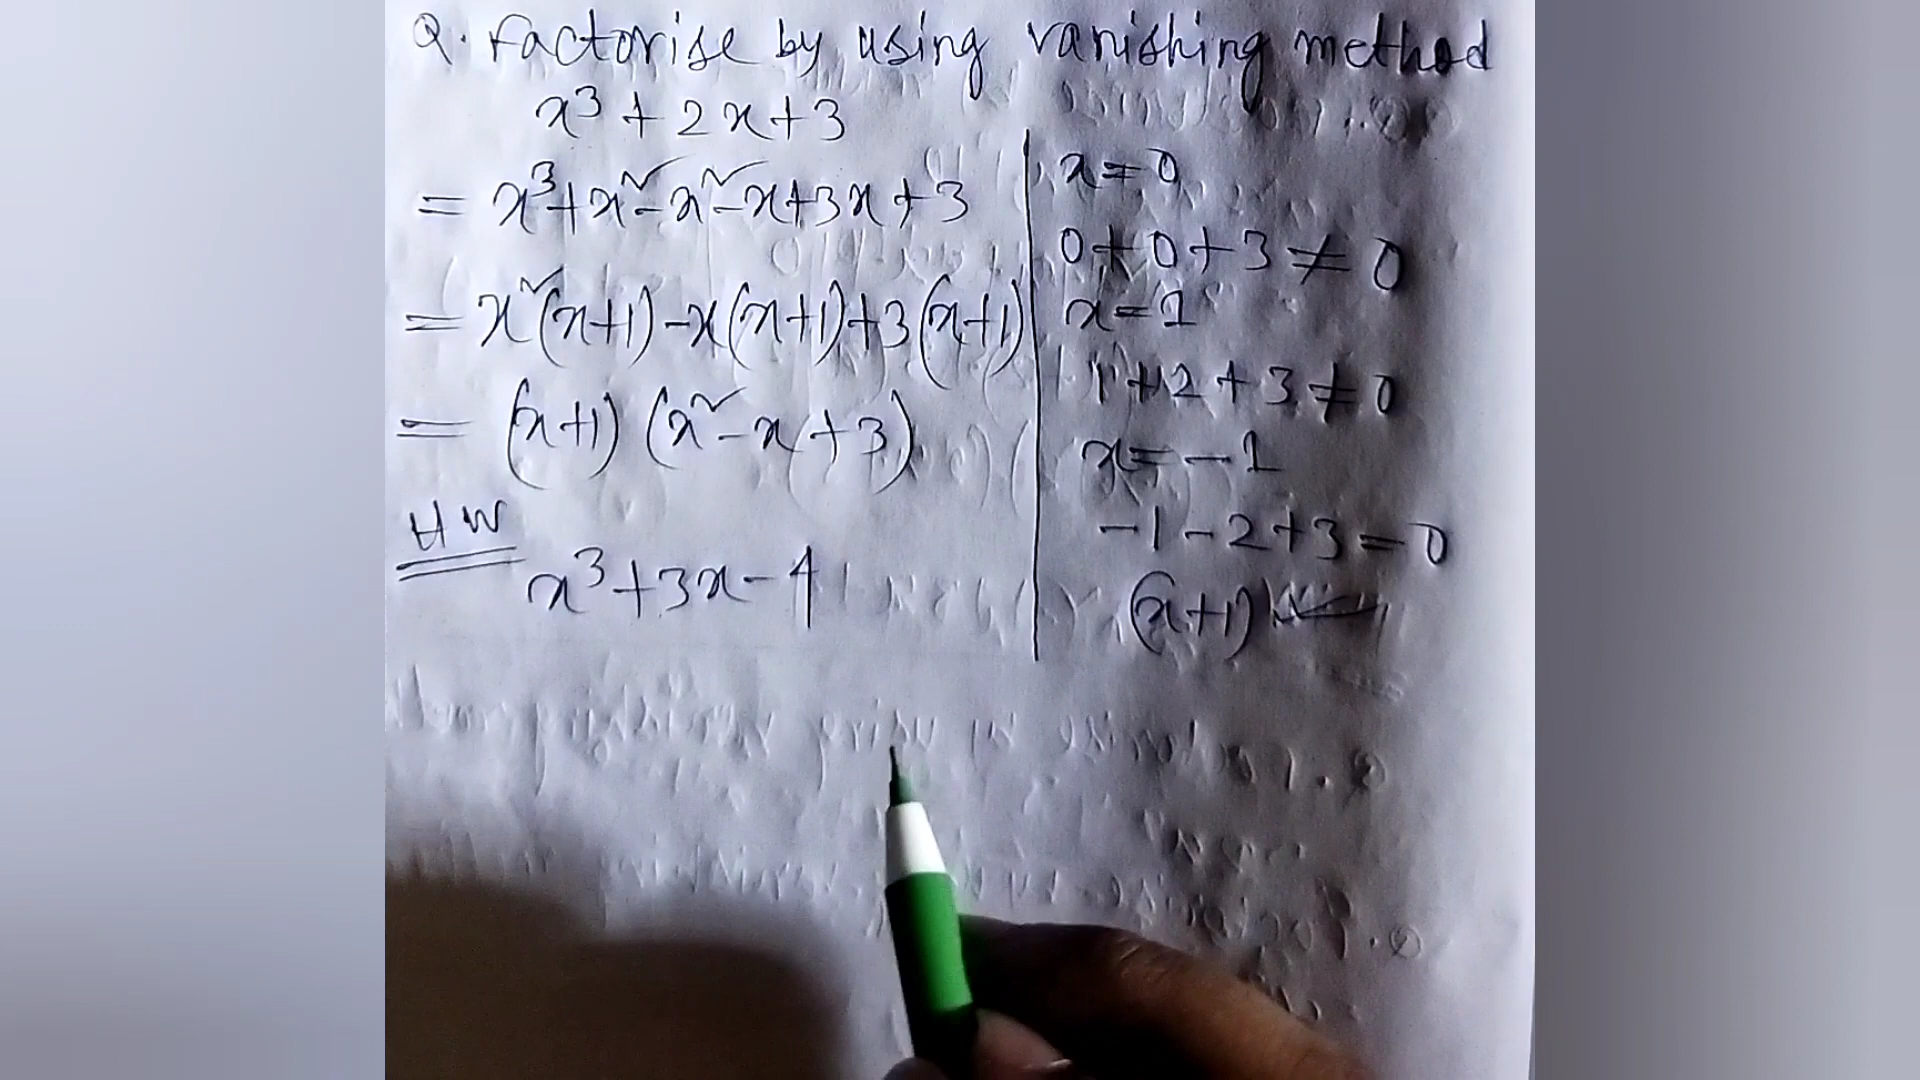 Q. Factorise by using vanishing method
x³ + 2x + 3
= x³ + x² - x² - x + 3x + 3
= x²(x+1) - x(x+1) + 3(x+1)
= (x+1) (x² - x + 3)
HW
x³ + 3x - 4
x = 0
0 + 0 + 3 ≠ 0
x = 1
1 + 2 + 3 ≠ 0
x = -1
-1 - 2 + 3 = 0
(x+1) ✓